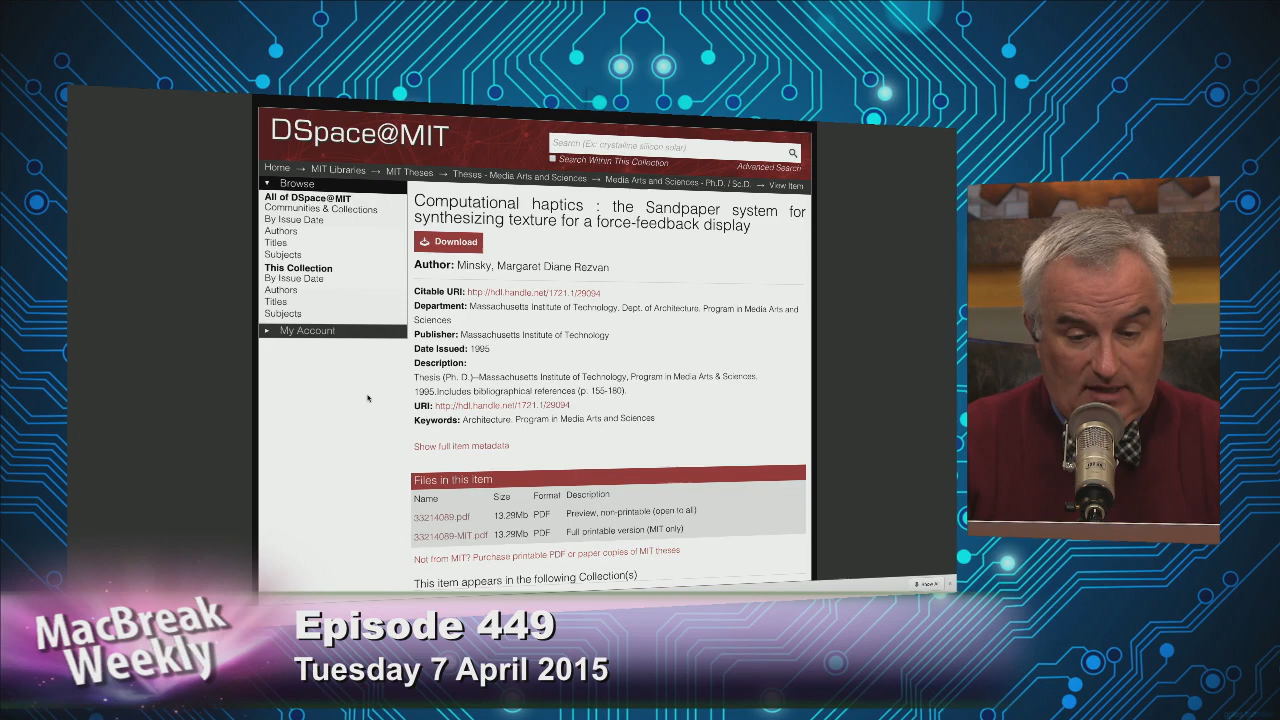 DSpace@MIT
Search (Ex: crystalline silicon solar)
Search Within This Collection
Advanced Search
Home → MIT Libraries → MIT Theses → Theses - Media Arts and Sciences → Media Arts and Sciences - Ph.D. / Sc.D. → View Item
Browse
All of DSpace@MIT
Communities & Collections
By Issue Date
Authors
Titles
Subjects
This Collection
By Issue Date
Authors
Titles
Subjects
My Account
Computational haptics : the Sandpaper system for
synthesizing texture for a force-feedback display
Download
Author: Minsky, Margaret Diane Rezvan
Citable URI: http://hdl.handle.net/1721.1/29094
Department: Massachusetts Institute of Technology. Dept. of Architecture. Program in Media Arts and
Sciences
Publisher: Massachusetts Institute of Technology
Date Issued: 1995
Description:
Thesis (Ph. D.)--Massachusetts Institute of Technology, Program in Media Arts & Sciences,
1995.Includes bibliographical references (p. 155-180).
URI: http://hdl.handle.net/1721.1/29094
Keywords: Architecture. Program in Media Arts and Sciences
Show full item metadata
Files in this item
Name Size Format Description
33214089.pdf 13.29Mb PDF Preview, non-printable (open to all)
33214089-MIT.pdf 13.29Mb PDF Full printable version (MIT only)
Not from MIT? Purchase printable PDF or paper copies of MIT theses
This item appears in the following Collection(s)
Show All
MacBreak
Weekly
Episode 449
Tuesday 7 April 2015